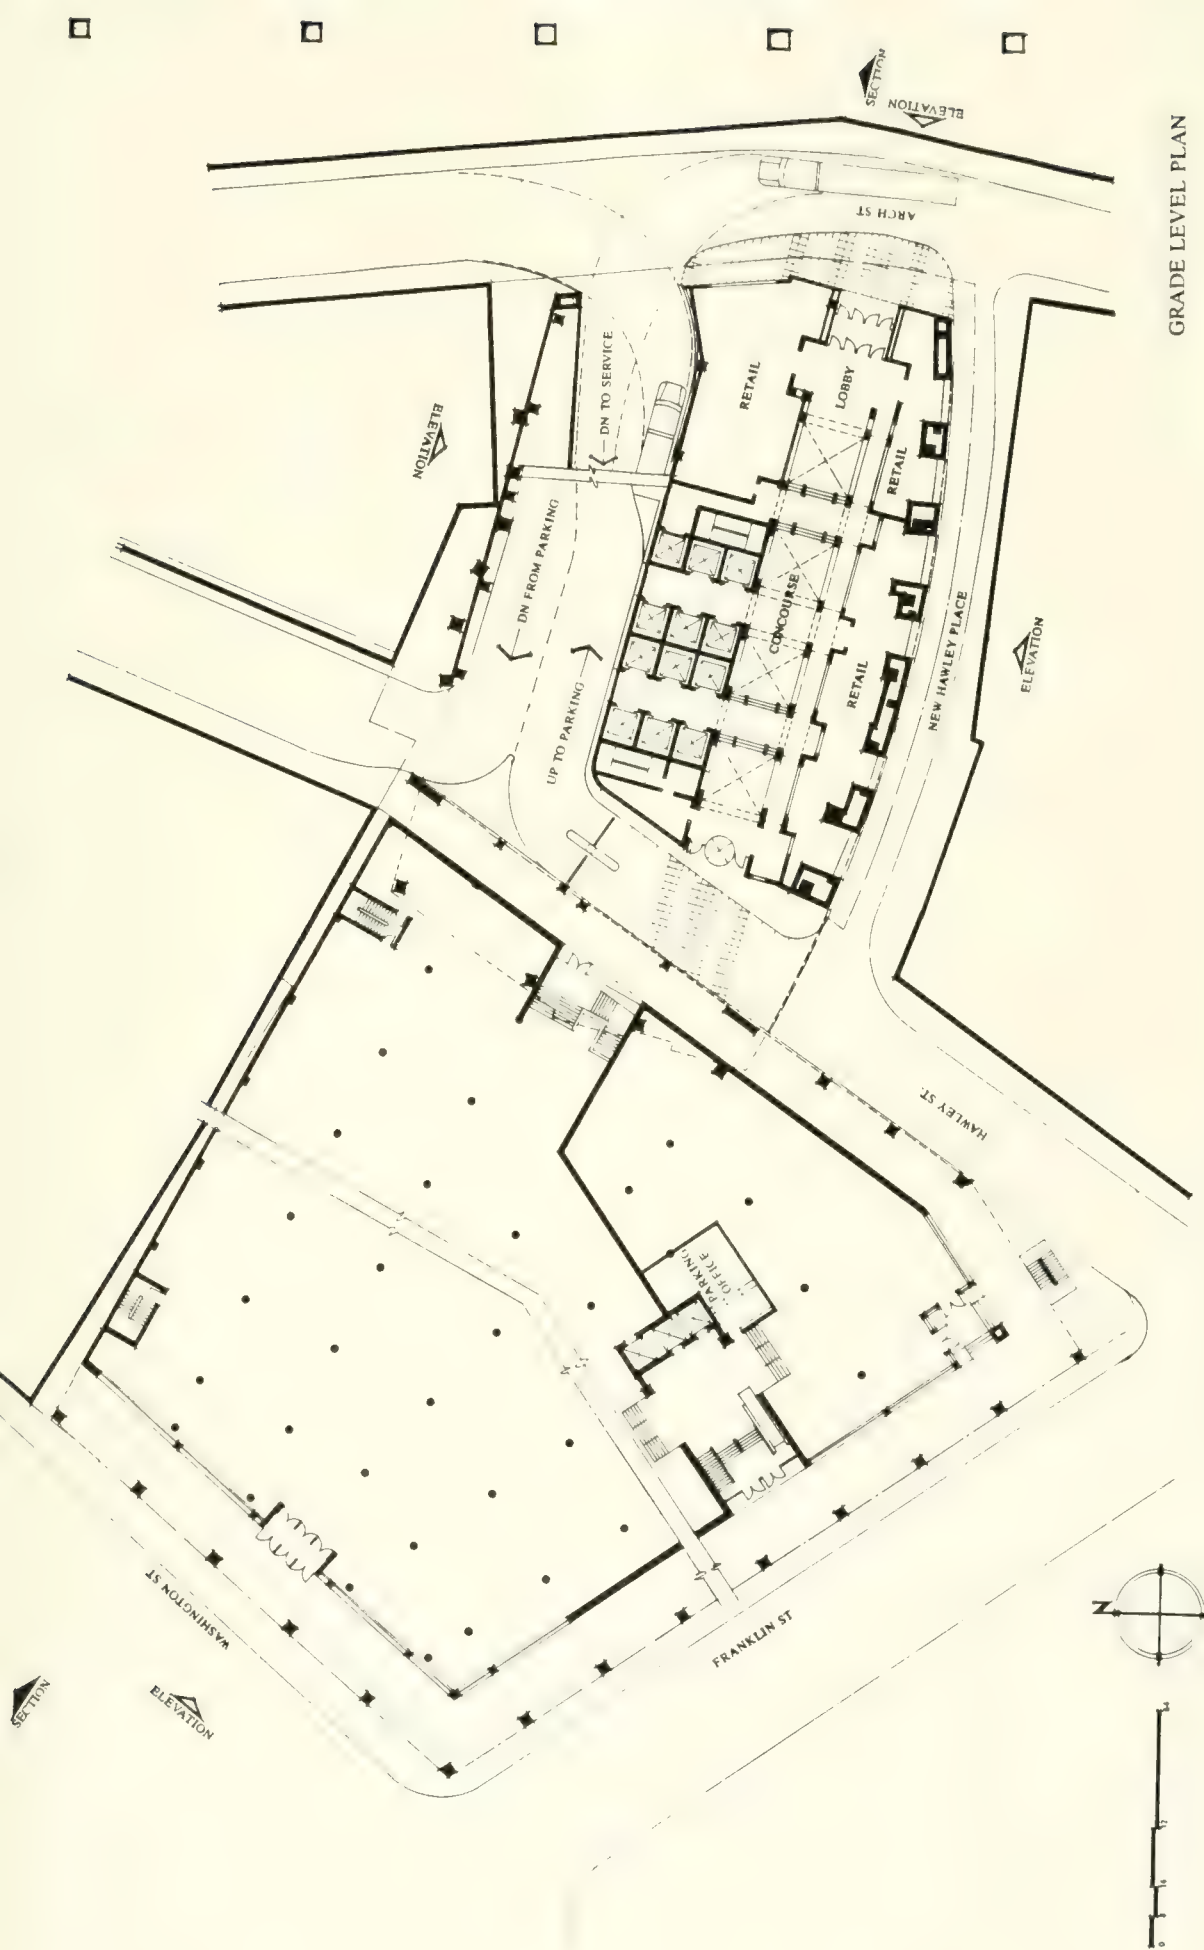 SECTION
ELEVATION
ARCH ST
GRADE LEVEL PLAN
ELEVATION
DN TO SERVICE
RETAIL
LOBBY
RETAIL
DN FROM PARKING
CONCOURSE
UP TO PARKING
RETAIL
NEW HAWLEY PLACE
ELEVATION
HAWLEY ST.
PARKING
OFFICE
WASHINGTON ST
FRANKLIN ST
SECTION
ELEVATION
N
0